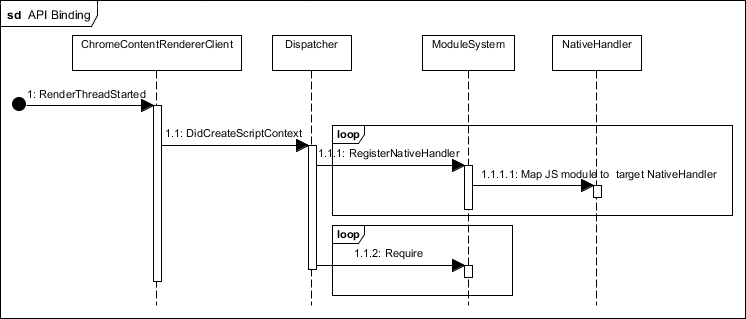 sd API Binding
ChromeContentRendererClient
Dispatcher
ModuleSystem
NativeHandler
1: RenderThreadStarted
1.1: DidCreateScriptContext
loop
1.1.1: RegisterNativeHandler
1.1.1.1: Map JS module to target NativeHandler
loop
1.1.2: Require